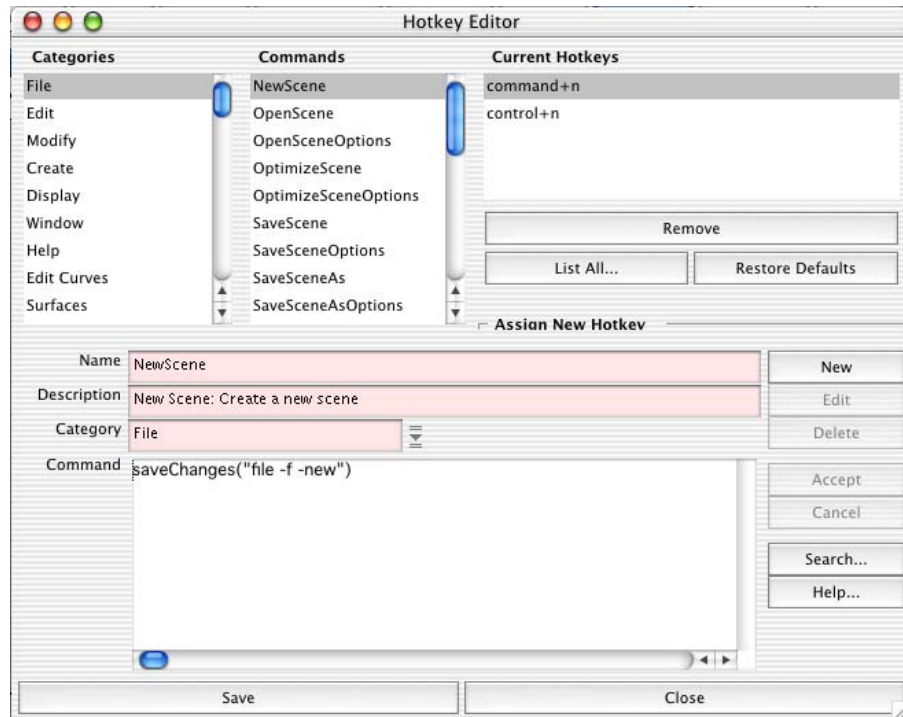 Hotkey Editor
Categories
File
Edit
Modify
Create
Display
Window
Help
Edit Curves
Surfaces
Commands
NewScene
OpenScene
OpenSceneOptions
OptimizeScene
OptimizeSceneOptions
SaveScene
SaveSceneOptions
SaveSceneAs
SaveSceneAsOptions
Current Hotkeys
command+n
control+n
Remove
List All...
Restore Defaults
Assign New Hotkey
Name
NewScene
Description
New Scene: Create a new scene
Category
File
Command
saveChanges("file -f -new")
New
Edit
Delete
Accept
Cancel
Search...
Help...
Save
Close